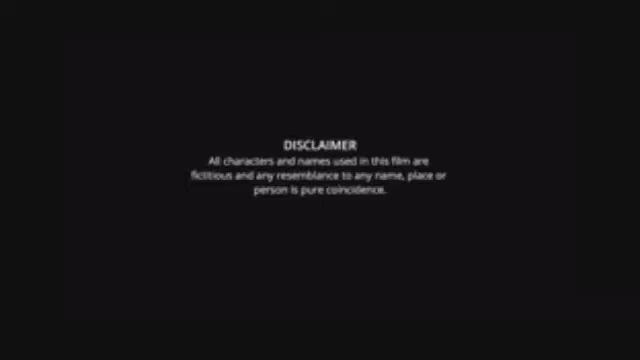 DISCLAIMER
All characters and names used in this film are
fictitious and any resemblance to any name, place or
person is pure coincidence.